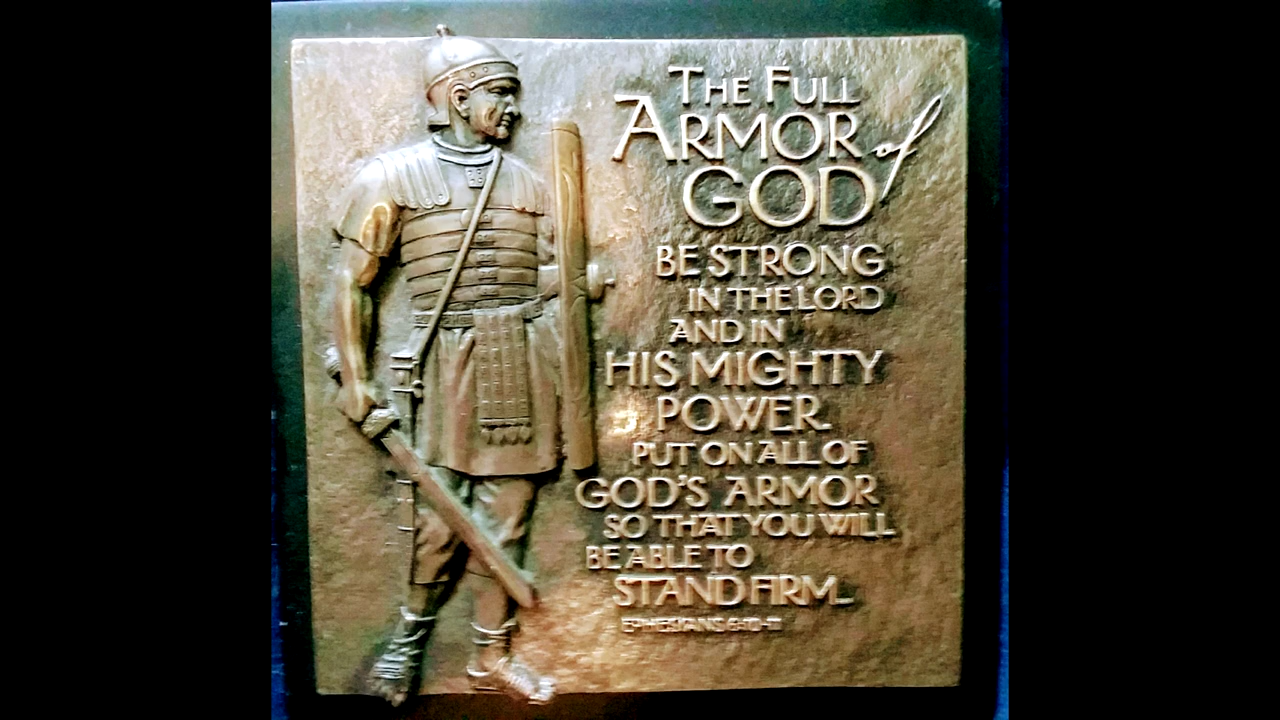 THE FULL
ARMOR of
GOD
BE STRONG
IN THE LORD
AND IN
HIS MIGHTY
POWER.
PUT ON ALL OF
GOD'S ARMOR
SO THAT YOU WILL
BE ABLE TO
STAND FIRM...
EPHESIANS 6:10-11